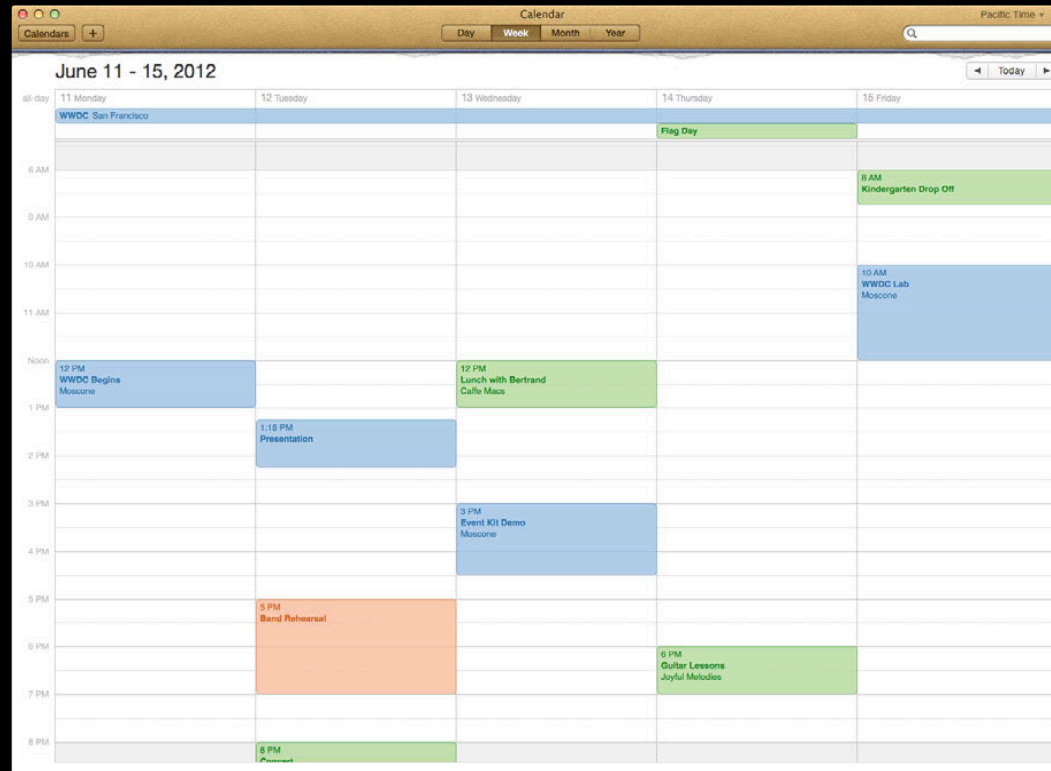 Calendar
Pacific Time
Calendars
+
Day
Week
Month
Year
June 11 - 15, 2012
Today
all-day
11 Monday
12 Tuesday
13 Wednesday
14 Thursday
15 Friday
WWDC San Francisco
Flag Day
8 AM
9 AM
10 AM
11 AM
Noon
1 PM
2 PM
3 PM
4 PM
5 PM
6 PM
7 PM
8 PM
12 PM
WWDC Begins
Moscone
1:15 PM
Presentation
5 PM
Band Rehearsal
8 PM
Concert
12 PM
Lunch with Bertrand
Caffe Macs
3 PM
Event Kit Demo
Moscone
6 PM
Guitar Lessons
Joyful Melodies
8 AM
Kindergarten Drop Off
10 AM
WWDC Lab
Moscone